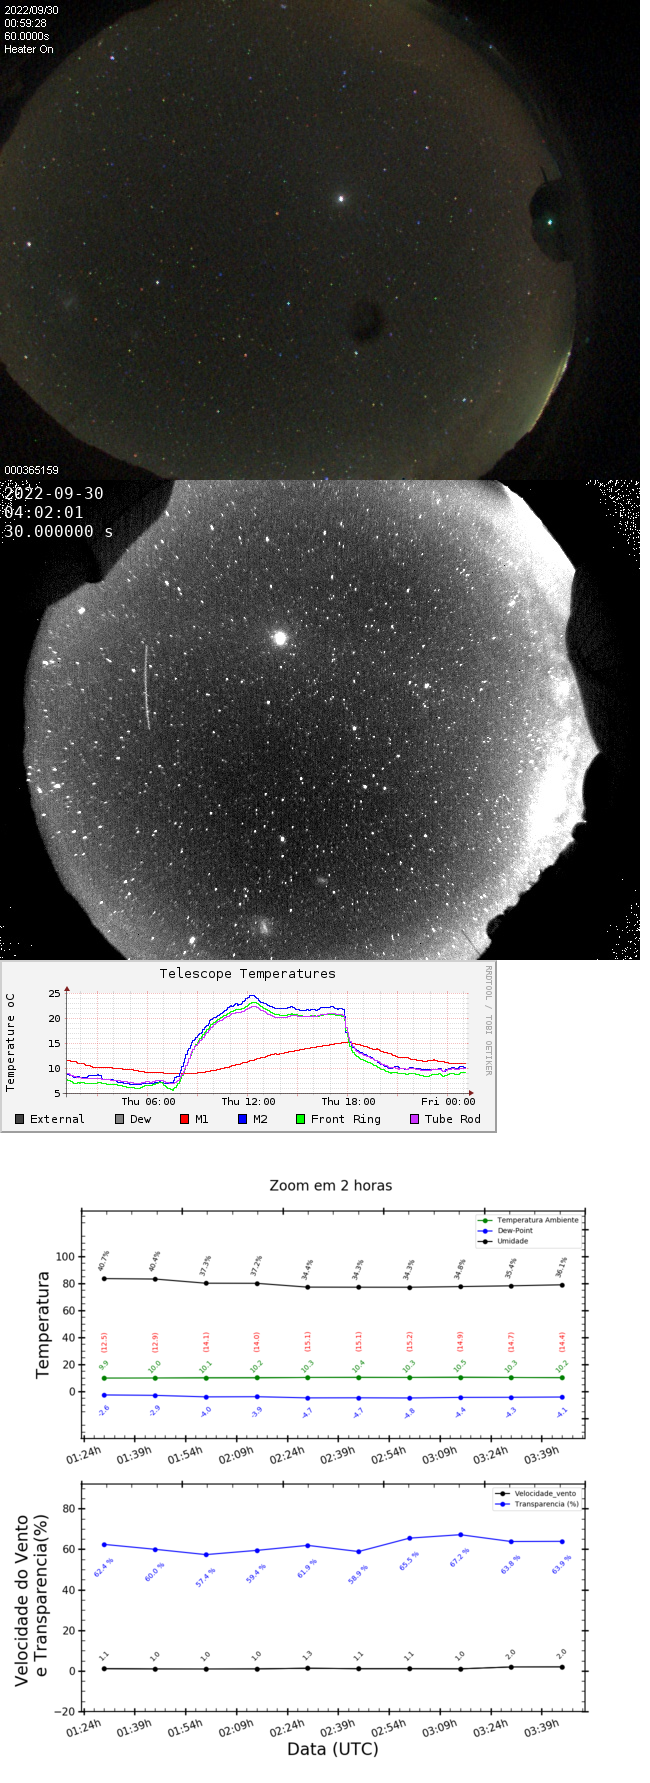 2022/09/30
00:59:28
60.0000s
Heater On
000365159
2022-09-30
04:02:01
30.000000 s
Telescope Temperatures
RRDTOOL / TOBI OETIKER
Temperature oC
25
20
15
10
5
Thu 06:00 Thu 12:00 Thu 18:00 Fri 00:00
External Dew M1 M2 Front Ring Tube Rod
Zoom em 2 horas
Temperatura Ambiente
Dew-Point
Umidade
Temperatura
100
80
60
40
20
0
40.7% 40.4% 37.3% 37.2% 34.4% 34.3% 34.3% 34.8% 35.4% 36.1%
(12.5) (12.9) (14.1) (14.0) (15.1) (15.1) (15.2) (14.9) (14.7) (14.4)
9.9 10.0 10.1 10.2 10.3 10.4 10.3 10.5 10.3 10.2
-2.6 -2.9 -4.0 -3.9 -4.7 -4.7 -4.8 -4.4 -4.3 -4.1
01:24h 01:39h 01:54h 02:09h 02:24h 02:39h 02:54h 03:09h 03:24h 03:39h
Velocidade_vento
Transparencia (%)
Velocidade do Vento
e Transparencia(%)
80
60
40
20
0
−20
62.4 % 60.0 % 57.4 % 59.4 % 61.9 % 58.9 % 65.5 % 67.2 % 63.8 % 63.9 %
1.1 1.0 1.0 1.0 1.3 1.1 1.1 1.0 2.0 2.0
01:24h 01:39h 01:54h 02:09h 02:24h 02:39h 02:54h 03:09h 03:24h 03:39h
Data (UTC)